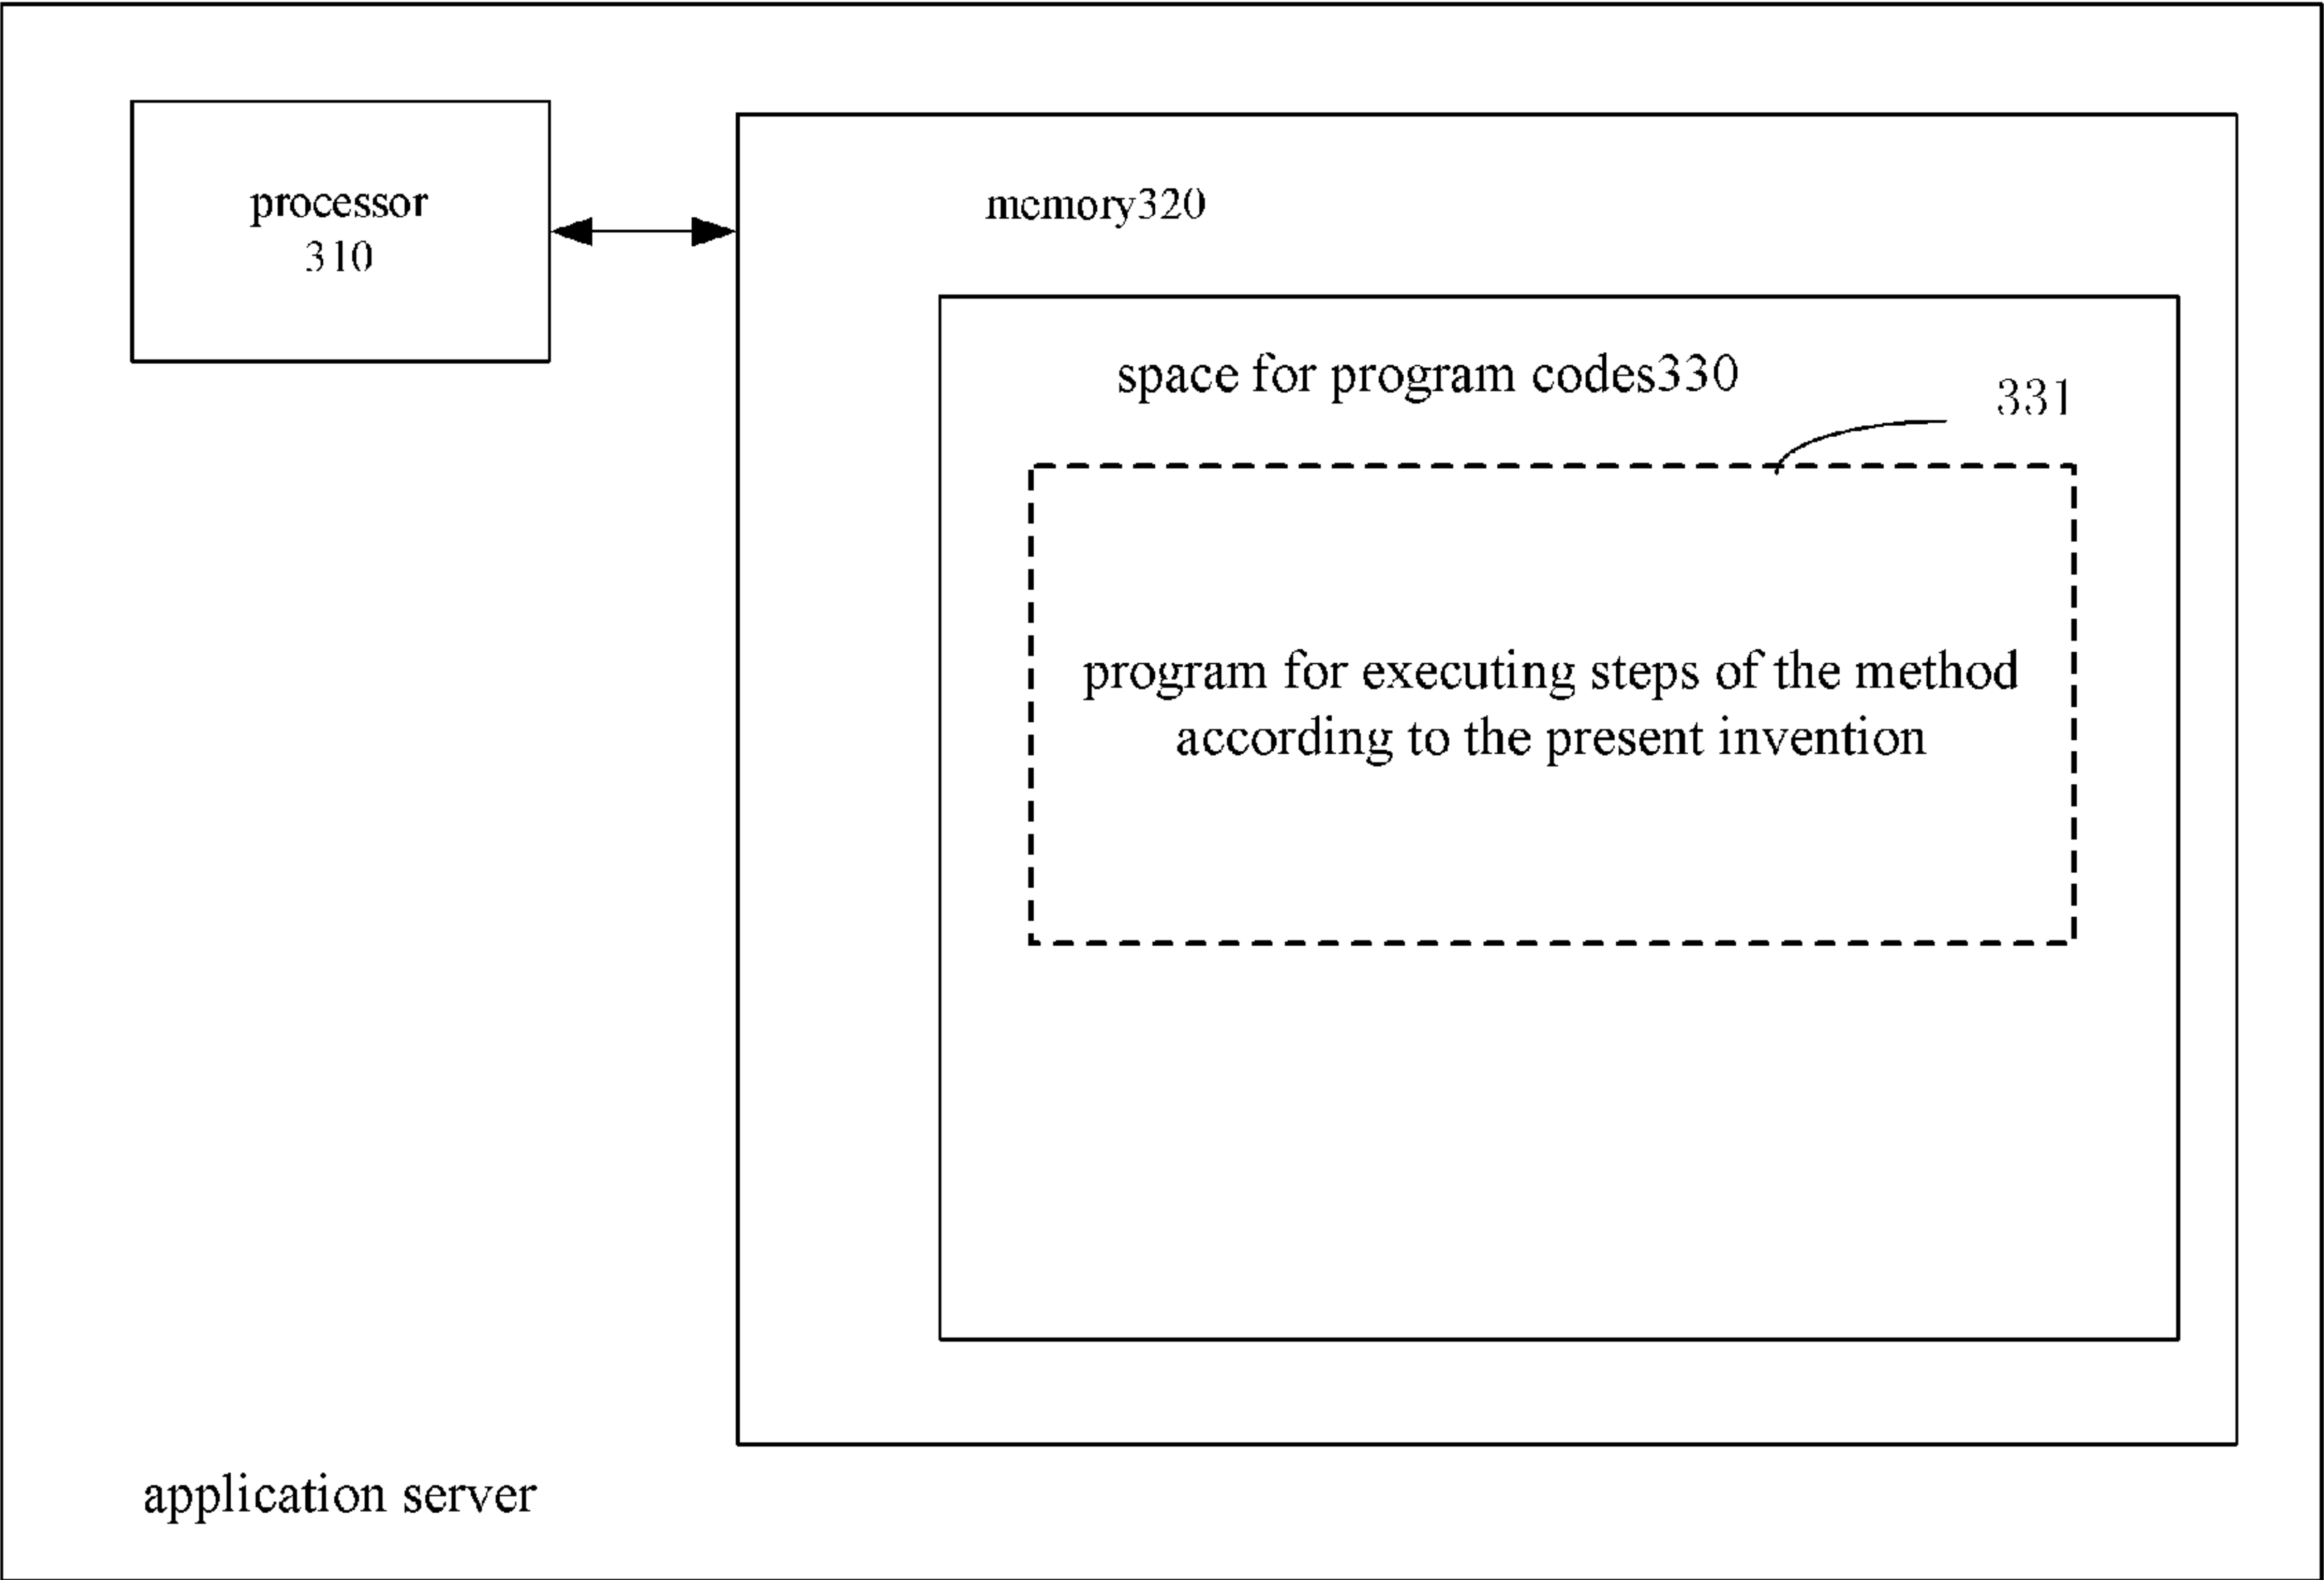 processor
310
memory320
space for program codes330
331
program for executing steps of the method
according to the present invention
application server